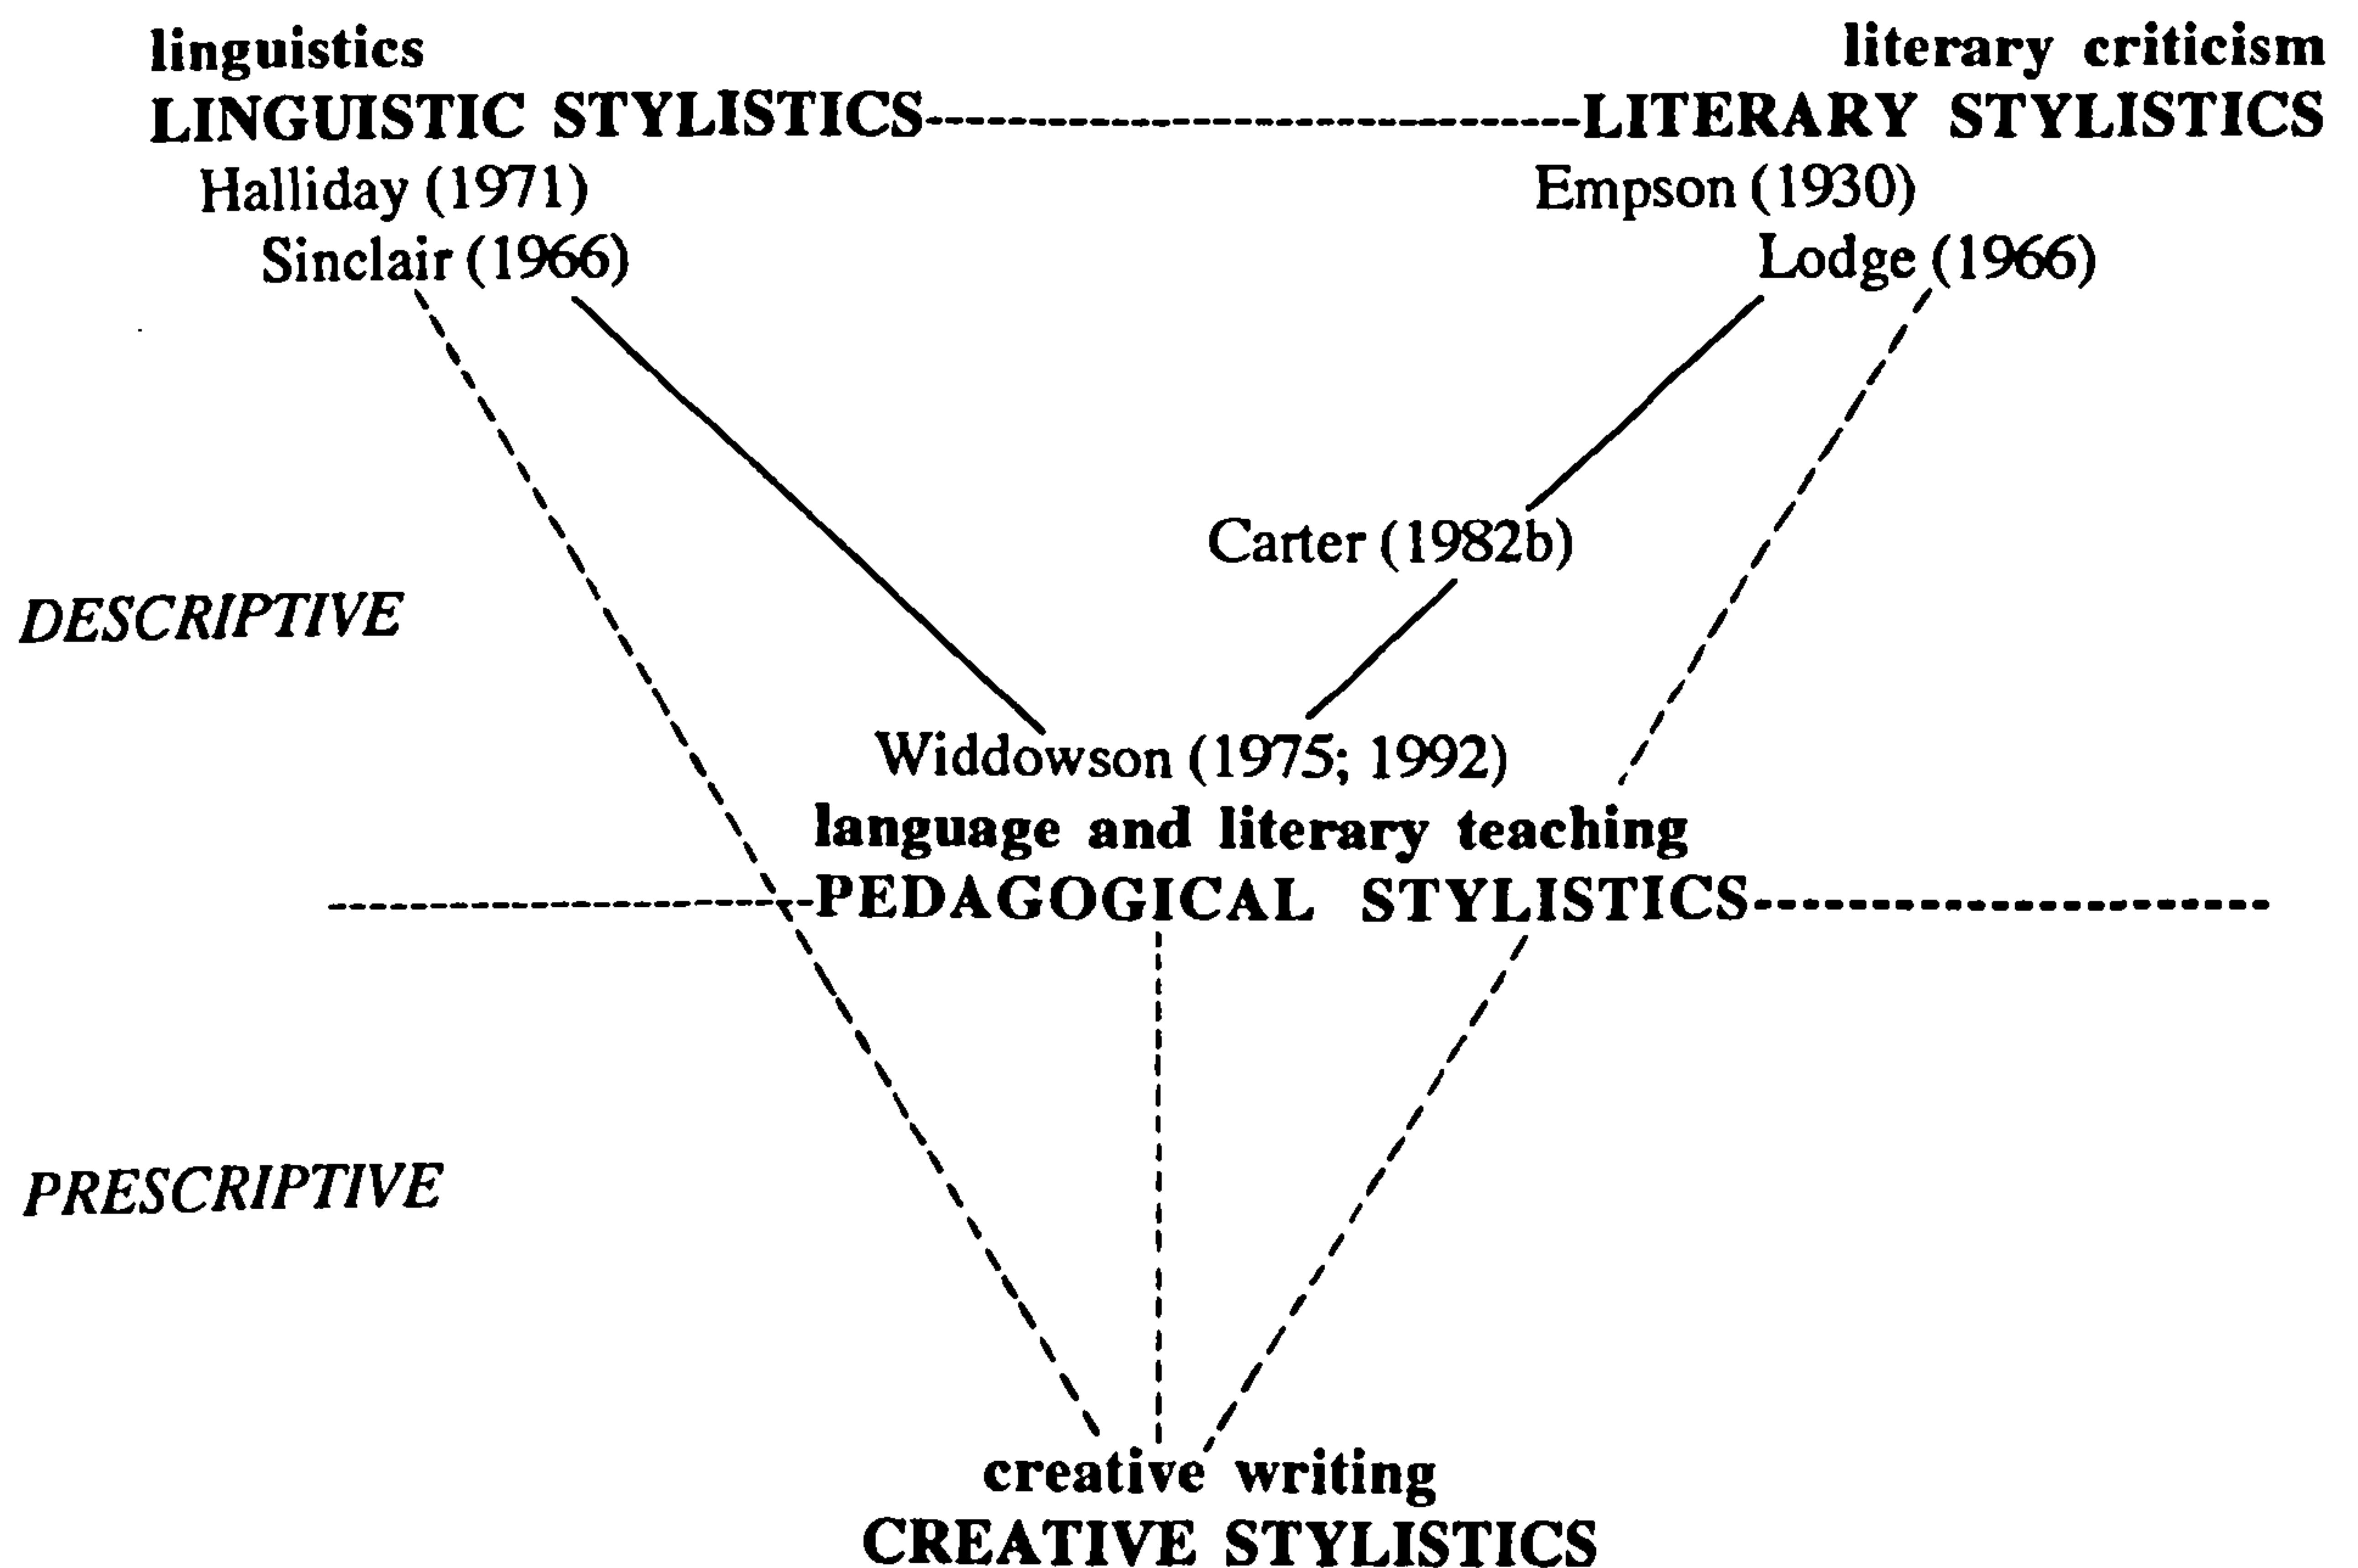 linguistics literary criticism
LINGUISTIC STYLISTICS LITERARY STYLISTICS
Halliday (1971) Empson (1930)
Sinclair (1966) Lodge (1966)
Carter (1982b)
DESCRIPTIVE
Widdowson (1975; 1992)
language and literary teaching
PEDAGOGICAL STYLISTICS
PRESCRIPTIVE
creative writing
CREATIVE STYLISTICS